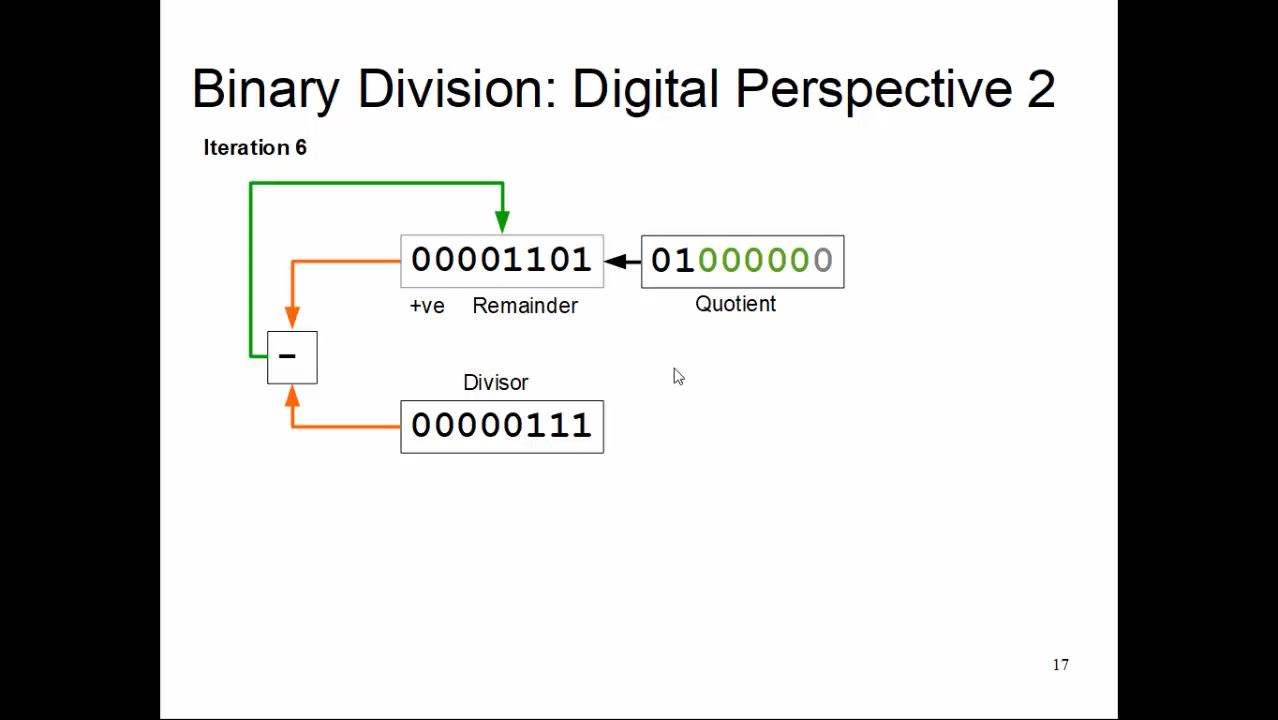 Binary Division: Digital Perspective 2
Iteration 6
00001101 01000000
+ve Remainder Quotient
–
Divisor
00000111
17